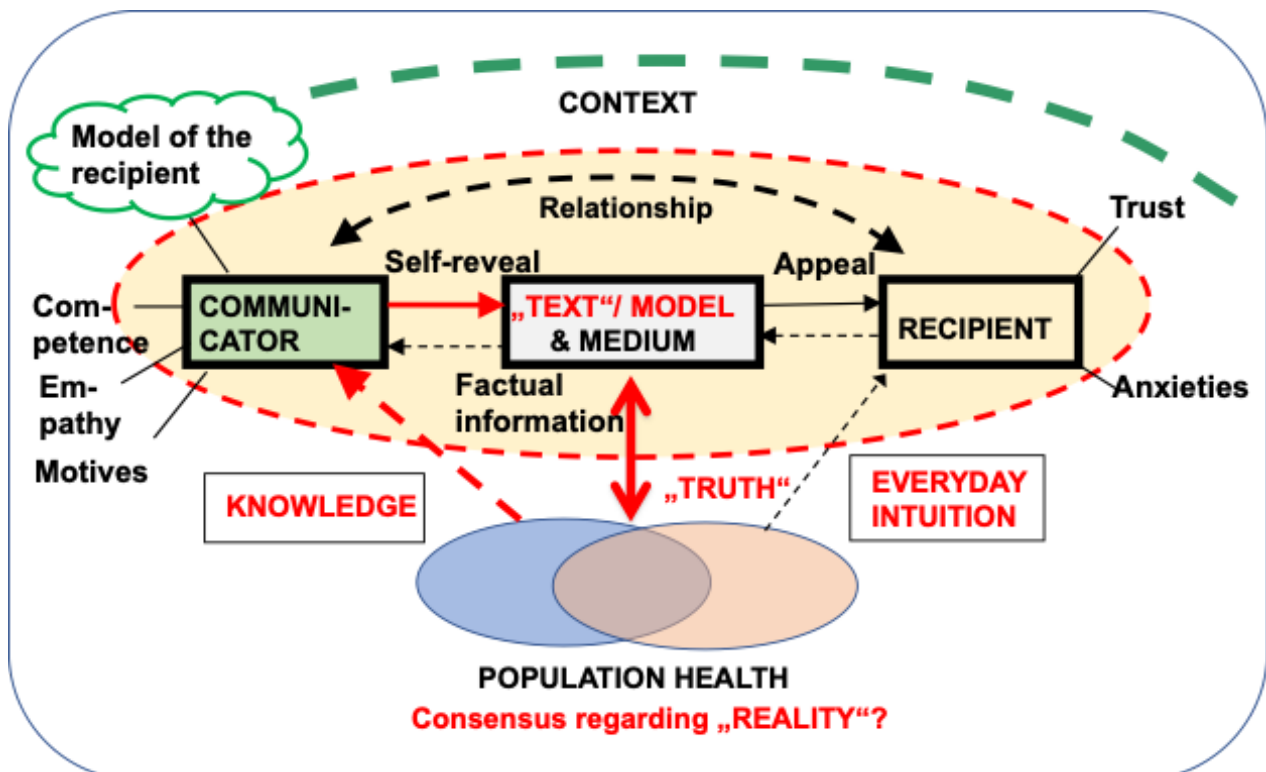 CONTEXT
Model of the
recipient
Relationship
Trust
Self-reveal
Appeal
Com-
petence
COMMUNI-
CATOR
„TEXT“/ MODEL
& MEDIUM
RECIPIENT
Em-
pathy
Factual
information
Anxieties
Motives
KNOWLEDGE
„TRUTH“
EVERYDAY
INTUITION
POPULATION HEALTH
Consensus regarding „REALITY“?